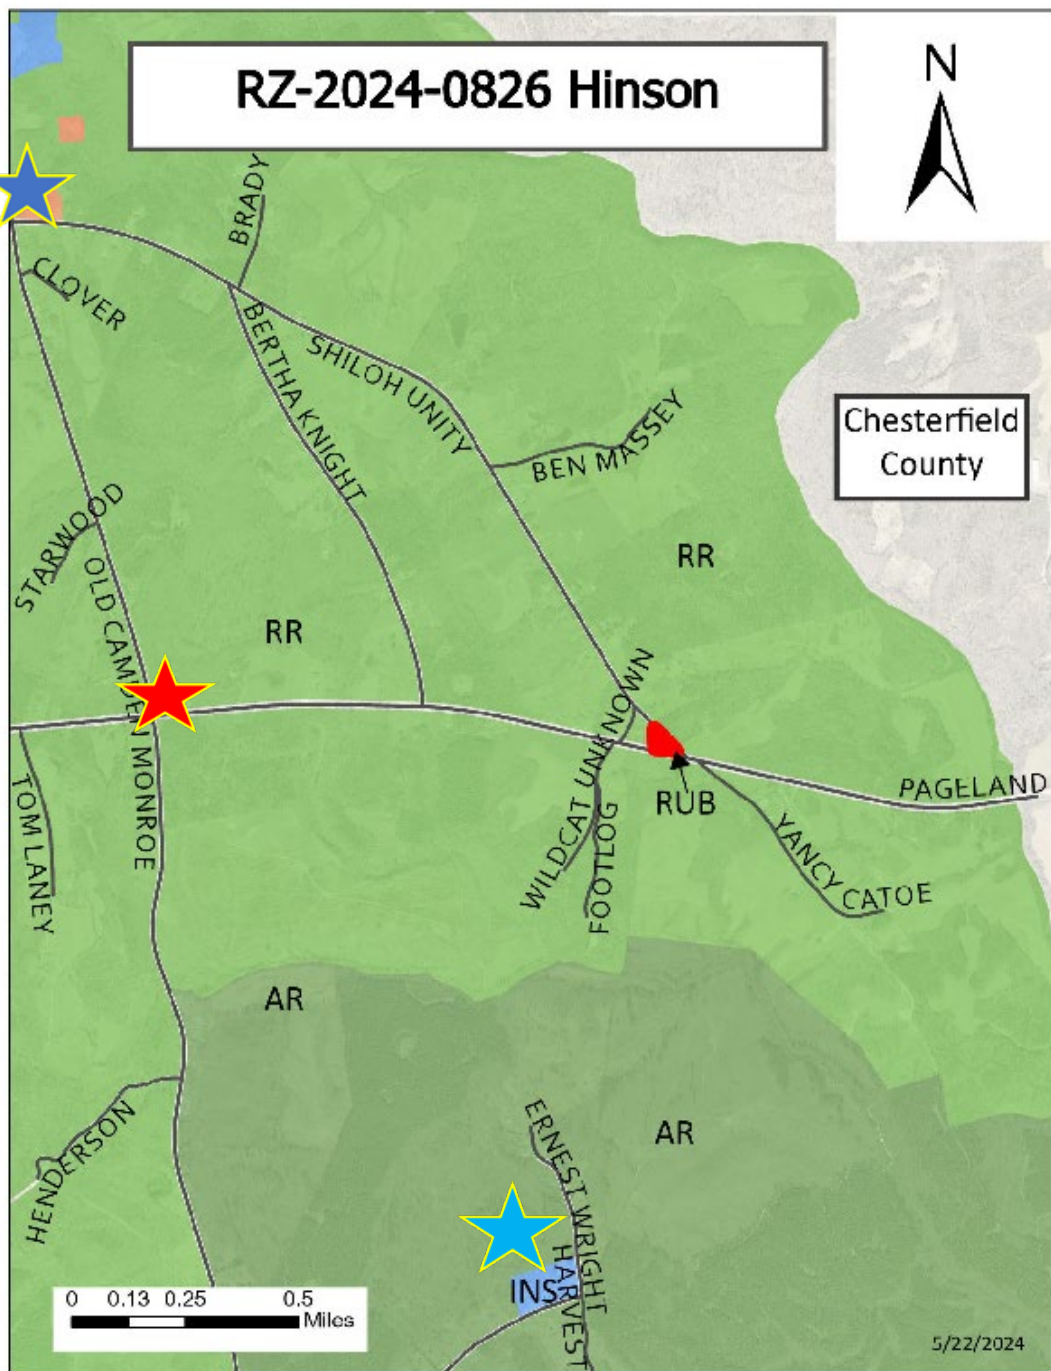 RZ-2024-0826 Hinson
N
BRADY
CLOVER
BERTHA KNIGHT
SHILOH UNITY
Chesterfield
County
BEN MASSEY
STARWOOD
OLD CAMDEN MONROE
RR
RR
WILDCAT UNKNOWN
PAGELAND
RUB
TOM LANEY
FOOTLOG
YANCY CATOE
AR
HENDERSON
ERNEST WRIGHT
AR
HARVEST
INS
0 0.13 0.25 0.5
Miles
5/22/2024